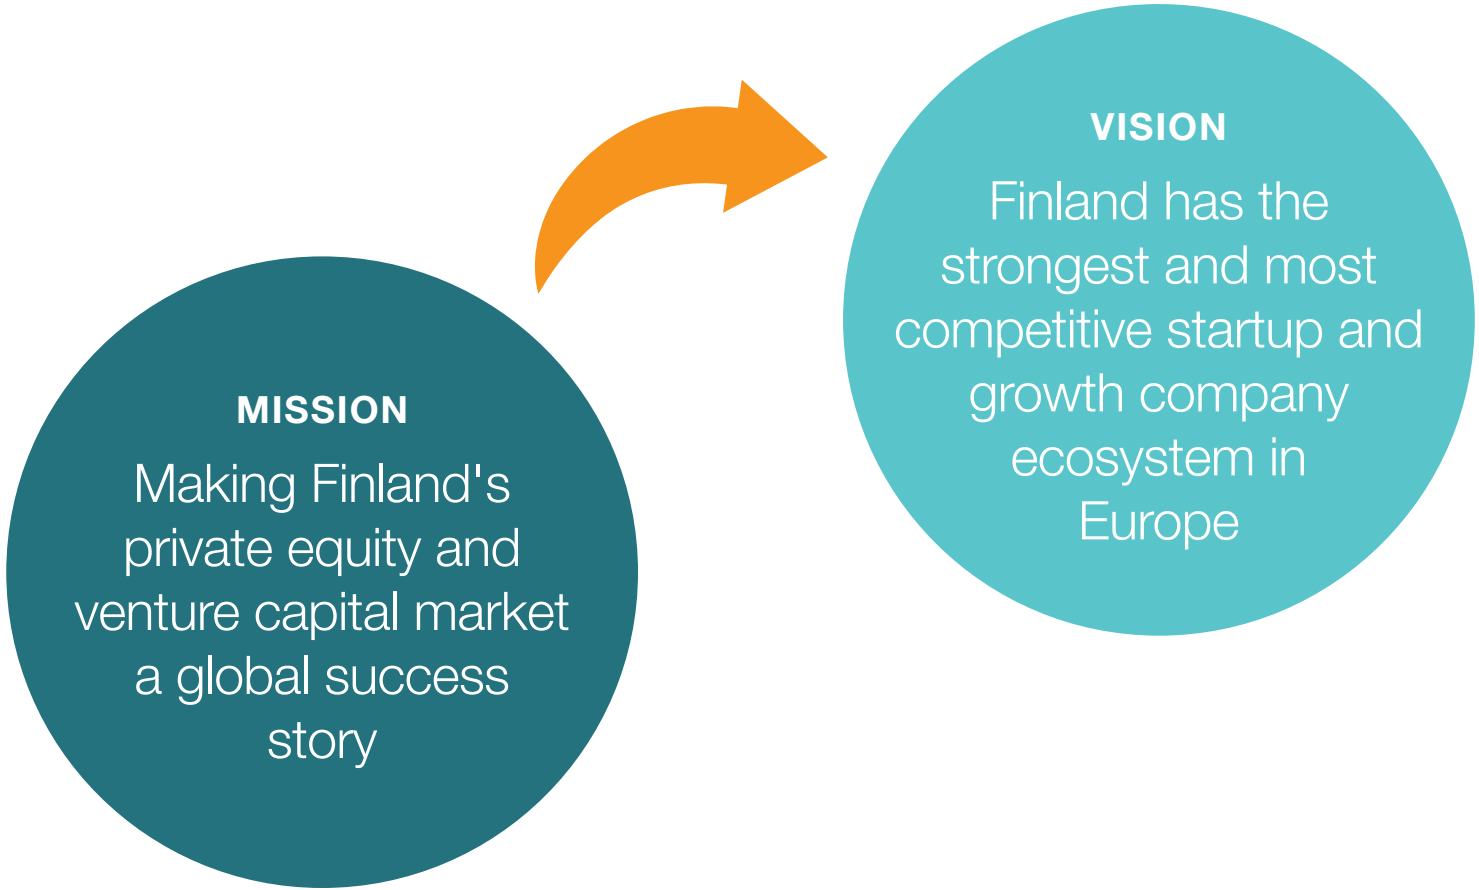 MISSION
Making Finland's
private equity and
venture capital market
a global success
story
VISION
Finland has the
strongest and most
competitive startup and
growth company
ecosystem in
Europe